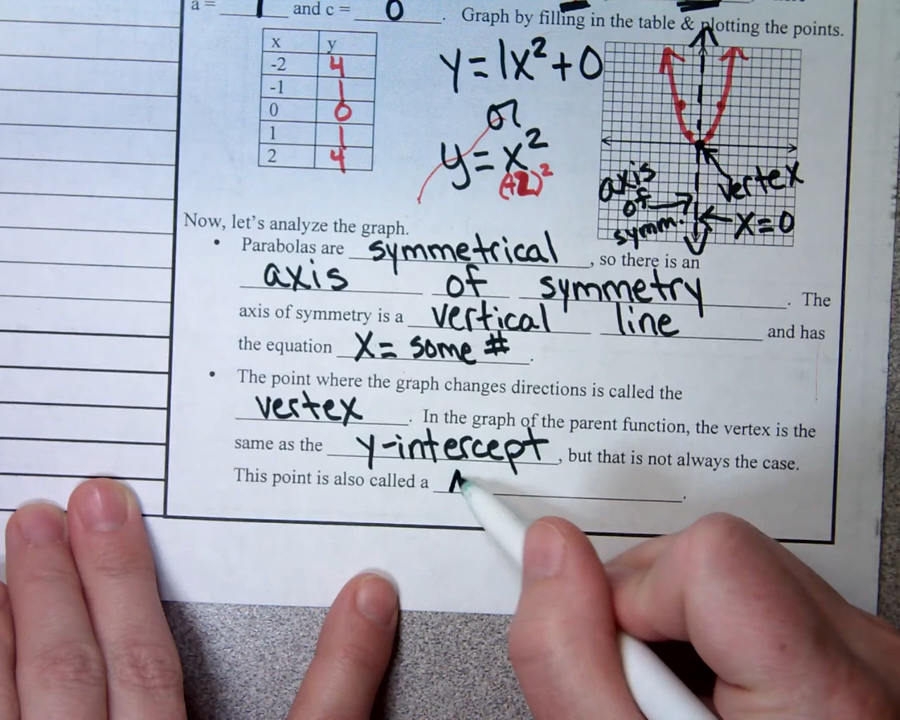 a = 1 and c = 0. Graph by filling in the table & plotting the points.
x y
-2 4
-1 1
0 0
1 1
2 4
y = 1x² + 0
or
y = x²
(-2)²
axis
of
symm.
vertex
x = 0
Now, let's analyze the graph.
• Parabolas are symmetrical, so there is an
axis of symmetry. The
axis of symmetry is a vertical line and has
the equation x = some #.
• The point where the graph changes directions is called the
vertex. In the graph of the parent function, the vertex is the
same as the y-intercept, but that is not always the case.
This point is also called a